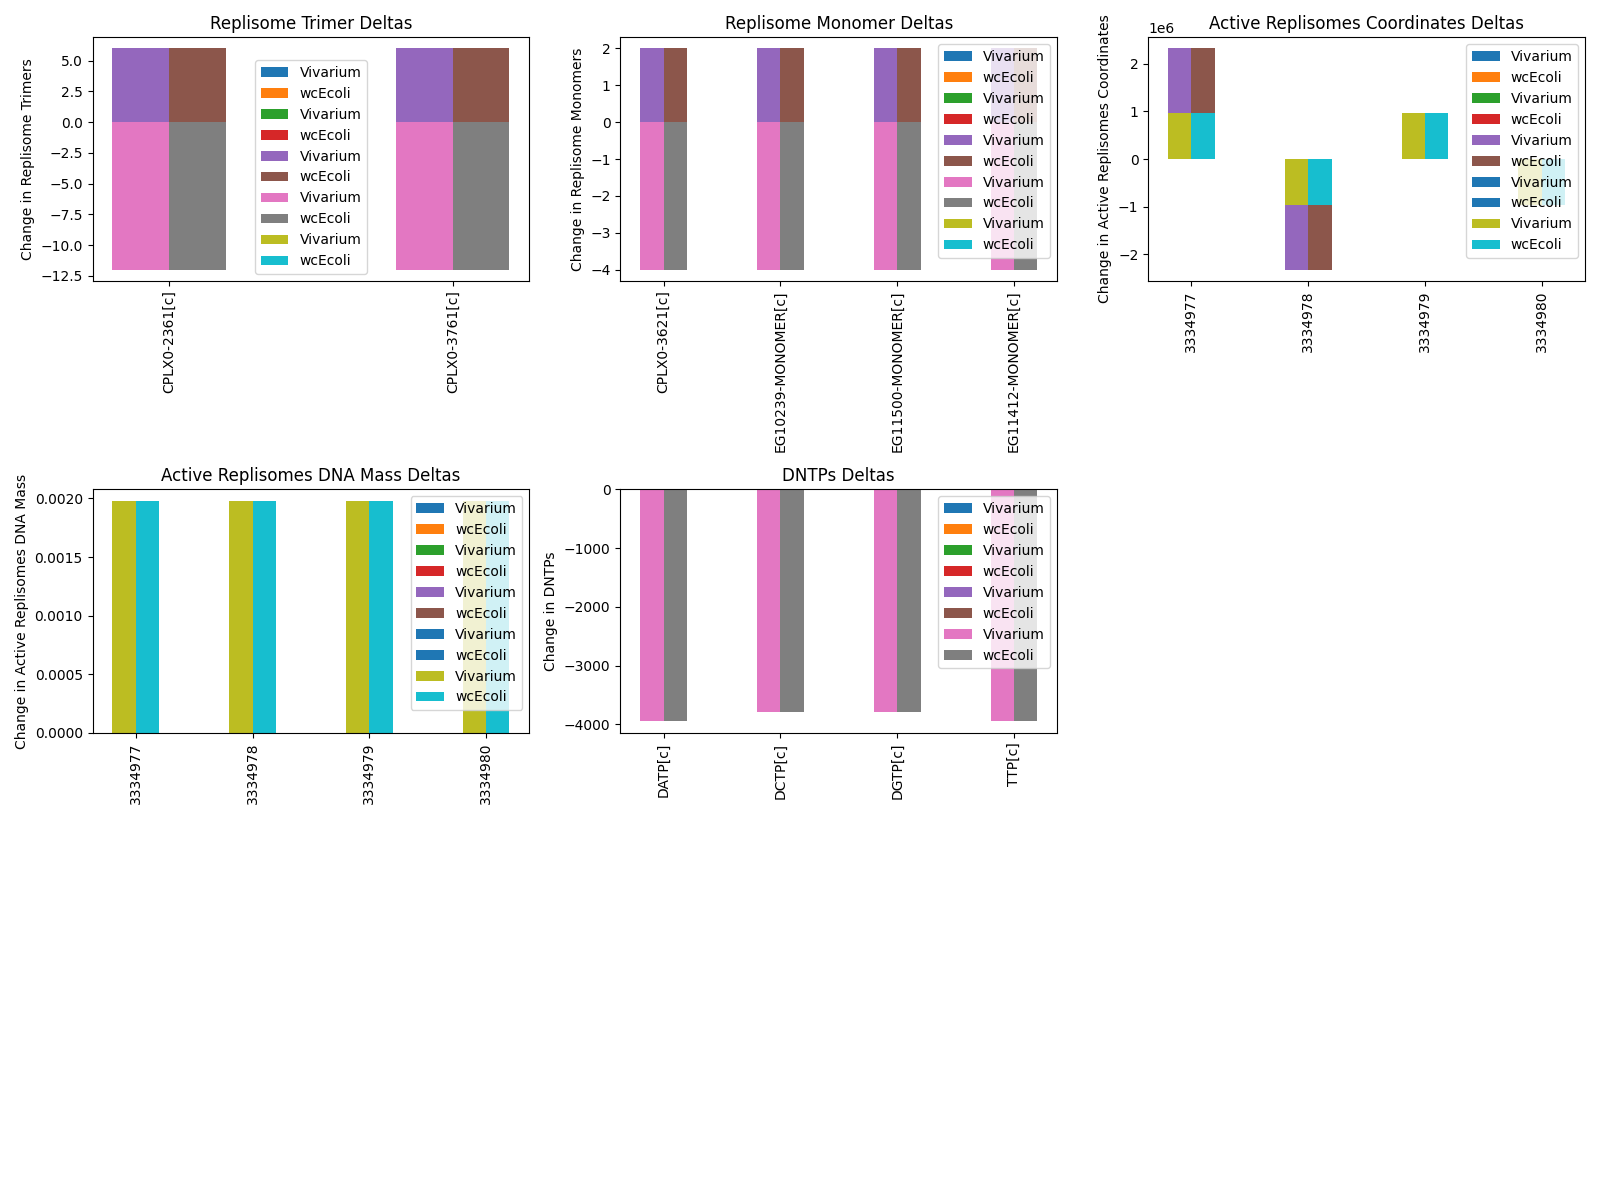 Replisome Trimer Deltas
Change in Replisome Trimers
5.0
2.5
0.0
−2.5
−5.0
−7.5
−10.0
−12.5
Vivarium
wcEcoli
Vivarium
wcEcoli
Vivarium
wcEcoli
Vivarium
wcEcoli
Vivarium
wcEcoli
CPLX0-2361[c]
CPLX0-3761[c]
Replisome Monomer Deltas
Change in Replisome Monomers
2
1
0
−1
−2
−3
−4
Vivarium
wcEcoli
Vivarium
wcEcoli
Vivarium
wcEcoli
Vivarium
wcEcoli
Vivarium
wcEcoli
CPLX0-3621[c]
EG10239-MONOMER[c]
EG11500-MONOMER[c]
EG11412-MONOMER[c]
Active Replisomes Coordinates Deltas
Change in Active Replisomes Coordinates
1e6
2
1
0
−1
−2
Vivarium
wcEcoli
Vivarium
wcEcoli
Vivarium
wcEcoli
Vivarium
wcEcoli
Vivarium
wcEcoli
3334977
3334978
3334979
3334980
Active Replisomes DNA Mass Deltas
Change in Active Replisomes DNA Mass
0.0020
0.0015
0.0010
0.0005
0.0000
Vivarium
wcEcoli
Vivarium
wcEcoli
Vivarium
wcEcoli
Vivarium
wcEcoli
Vivarium
wcEcoli
3334977
3334978
3334979
3334980
DNTPs Deltas
Change in DNTPs
0
−1000
−2000
−3000
−4000
Vivarium
wcEcoli
Vivarium
wcEcoli
Vivarium
wcEcoli
Vivarium
wcEcoli
DATP[c]
DCTP[c]
DGTP[c]
TTP[c]